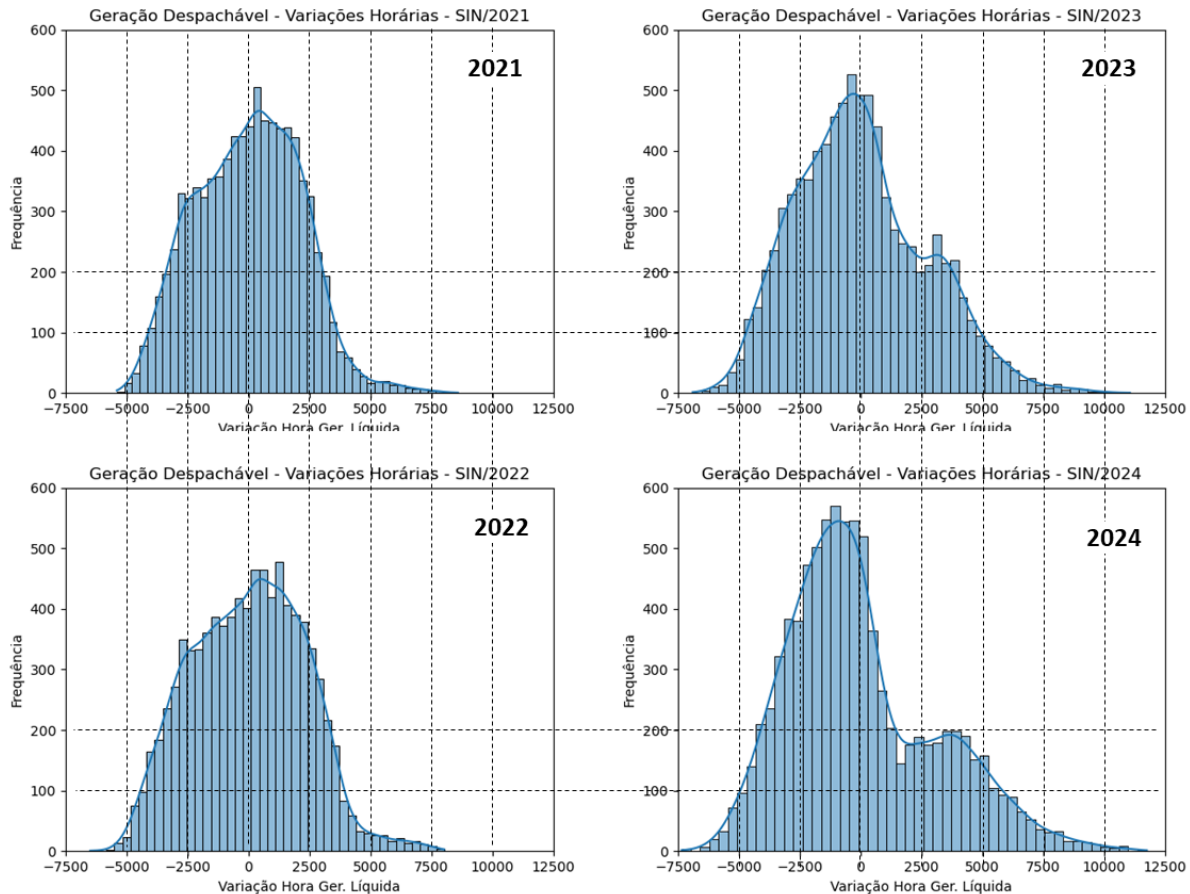 Geração Despachável - Variações Horárias - SIN/2021
2021
Frequência
600
500
400
300
200
100
0
−7500 −5000 −2500 0 2500 5000 7500 10000 12500
Variação Hora Ger. Líquida
Geração Despachável - Variações Horárias - SIN/2023
2023
Frequência
600
500
400
300
200
100
0
−7500 −5000 −2500 0 2500 5000 7500 10000 12500
Variação Hora Ger. Líquida
Geração Despachável - Variações Horárias - SIN/2022
2022
Frequência
600
500
400
300
200
100
0
−7500 −5000 −2500 0 2500 5000 7500 10000 12500
Variação Hora Ger. Líquida
Geração Despachável - Variações Horárias - SIN/2024
2024
Frequência
600
500
400
300
200
100
0
−7500 −5000 −2500 0 2500 5000 7500 10000 12500
Variação Hora Ger. Líquida